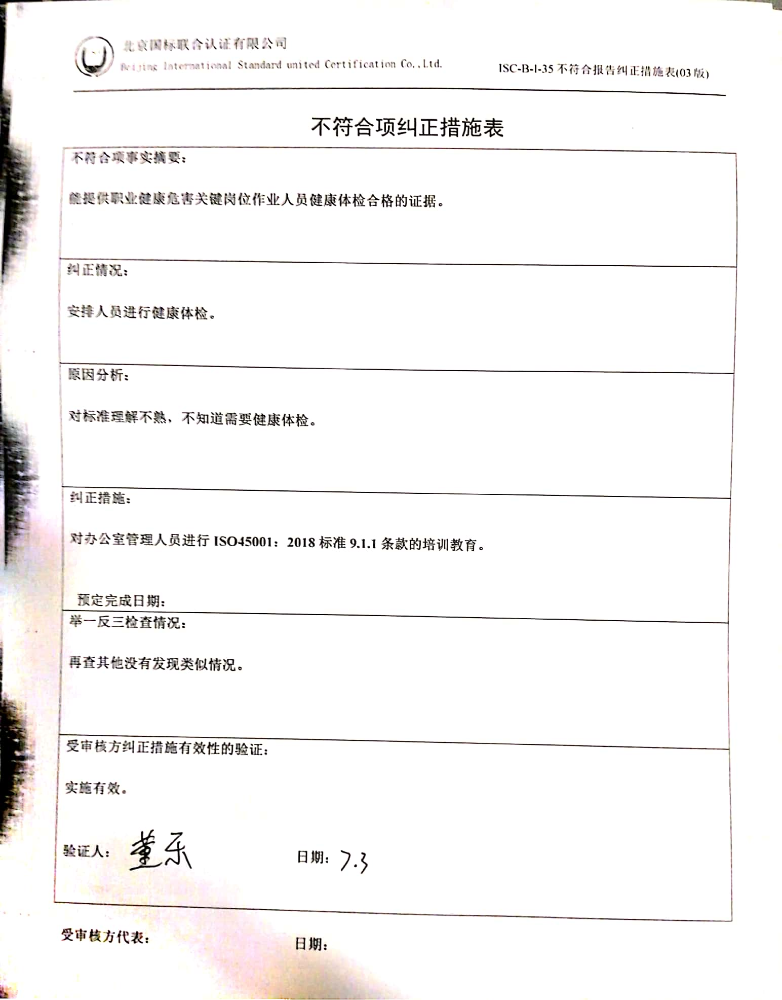 北京国标联合认证有限公司
Beijing International Standard united Certification Co.,Ltd.
ISC-B-I-35 不符合报告纠正措施表(03版)
不符合项纠正措施表
不符合项事实摘要:
能提供职业健康危害关键岗位作业人员健康体检合格的证据。
纠正情况:
安排人员进行健康体检。
原因分析:
对标准理解不熟，不知道需要健康体检。
纠正措施:
对办公室管理人员进行 ISO45001：2018 标准 9.1.1 条款的培训教育。
预定完成日期:
举一反三检查情况:
再查其他没有发现类似情况。
受审核方纠正措施有效性的验证:
实施有效。
验证人: 董乐 日期: 7.3
受审核方代表: 日期: